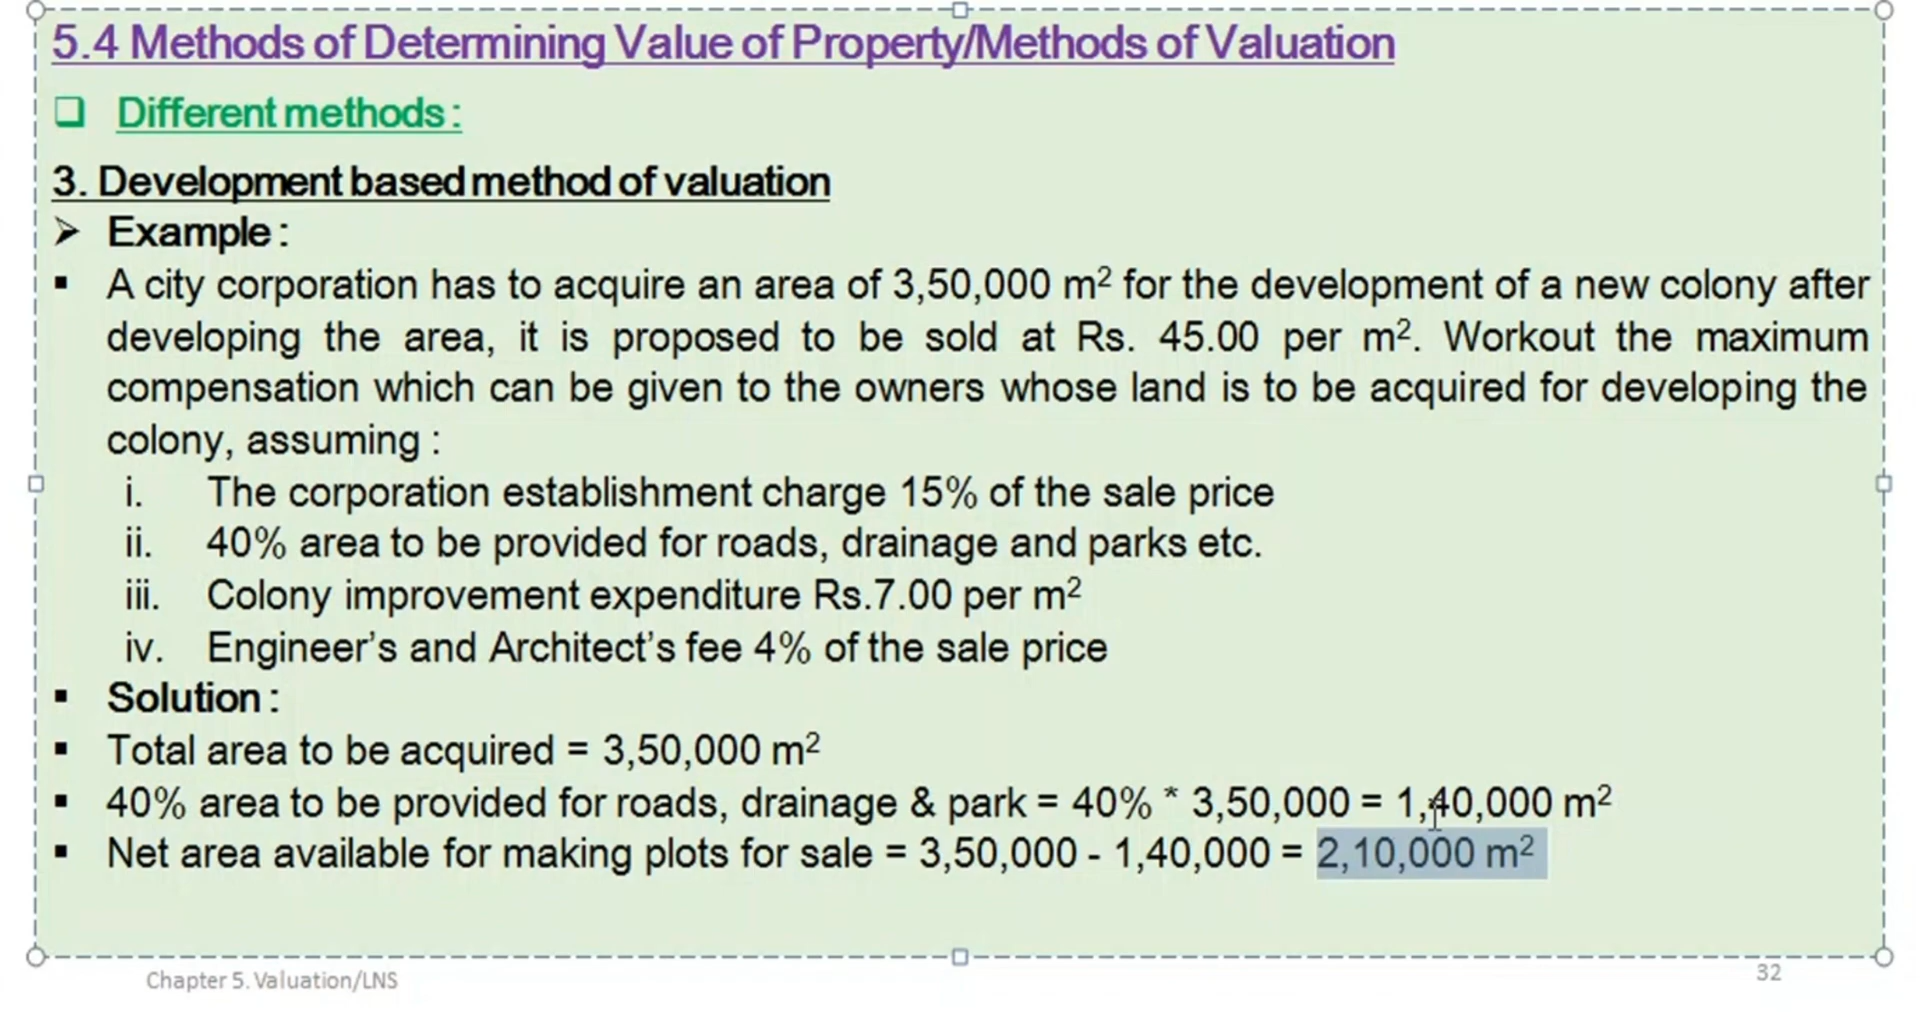 5.4 Methods of Determining Value of Property/Methods of Valuation
❑ Different methods :
3. Development based method of valuation
➢ Example :
▪ A city corporation has to acquire an area of 3,50,000 m² for the development of a new colony after
developing the area, it is proposed to be sold at Rs. 45.00 per m². Workout the maximum
compensation which can be given to the owners whose land is to be acquired for developing the
colony, assuming :
i. The corporation establishment charge 15% of the sale price
ii. 40% area to be provided for roads, drainage and parks etc.
iii. Colony improvement expenditure Rs.7.00 per m²
iv. Engineer’s and Architect’s fee 4% of the sale price
▪ Solution :
▪ Total area to be acquired = 3,50,000 m²
▪ 40% area to be provided for roads, drainage & park = 40% * 3,50,000 = 1,40,000 m²
▪ Net area available for making plots for sale = 3,50,000 - 1,40,000 = 2,10,000 m²
Chapter 5. Valuation/LNS
32